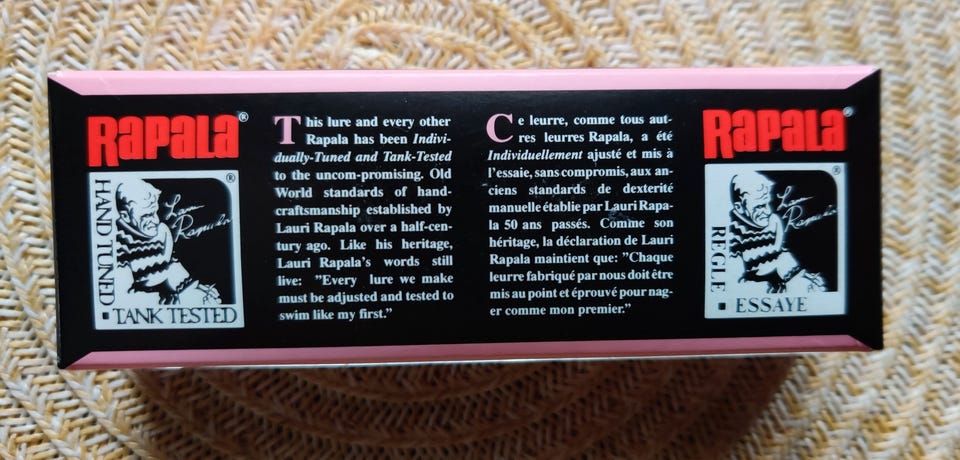 RAPALA®
HAND TUNED
▪ TANK TESTED
®
Lauri
Rapala
This lure and every other
Rapala has been Indivi-
dually-Tuned and Tank-Tested
to the uncom-promising. Old
World standards of hand-
craftsmanship established by
Lauri Rapala over a half-cen-
tury ago. Like his heritage,
Lauri Rapala's words still
live: "Every lure we make
must be adjusted and tested to
swim like my first."
Ce leurre, comme tous aut-
res leurres Rapala, a été
Individuellement ajusté et mis à
l'essaie, sans compromis, aux an-
ciens standards de dexterité
manuelle établie par Lauri Rapa-
la 50 ans passés. Comme son
héritage, la déclaration de Lauri
Rapala maintient que: "Chaque
leurre fabriqué par nous doit être
mis au point et éprouvé pour nag-
er comme mon premier."
RAPALA®
REGLE
▪ ESSAYE
®
Lauri
Rapala